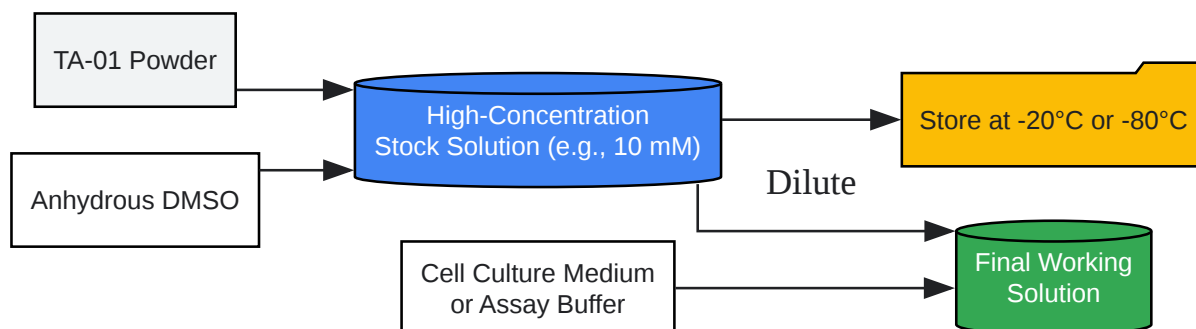 TA-01 Powder
Anhydrous DMSO
High-Concentration
Stock Solution (e.g., 10 mM)
Store at -20°C or -80°C
Dilute
Cell Culture Medium
or Assay Buffer
Final Working
Solution